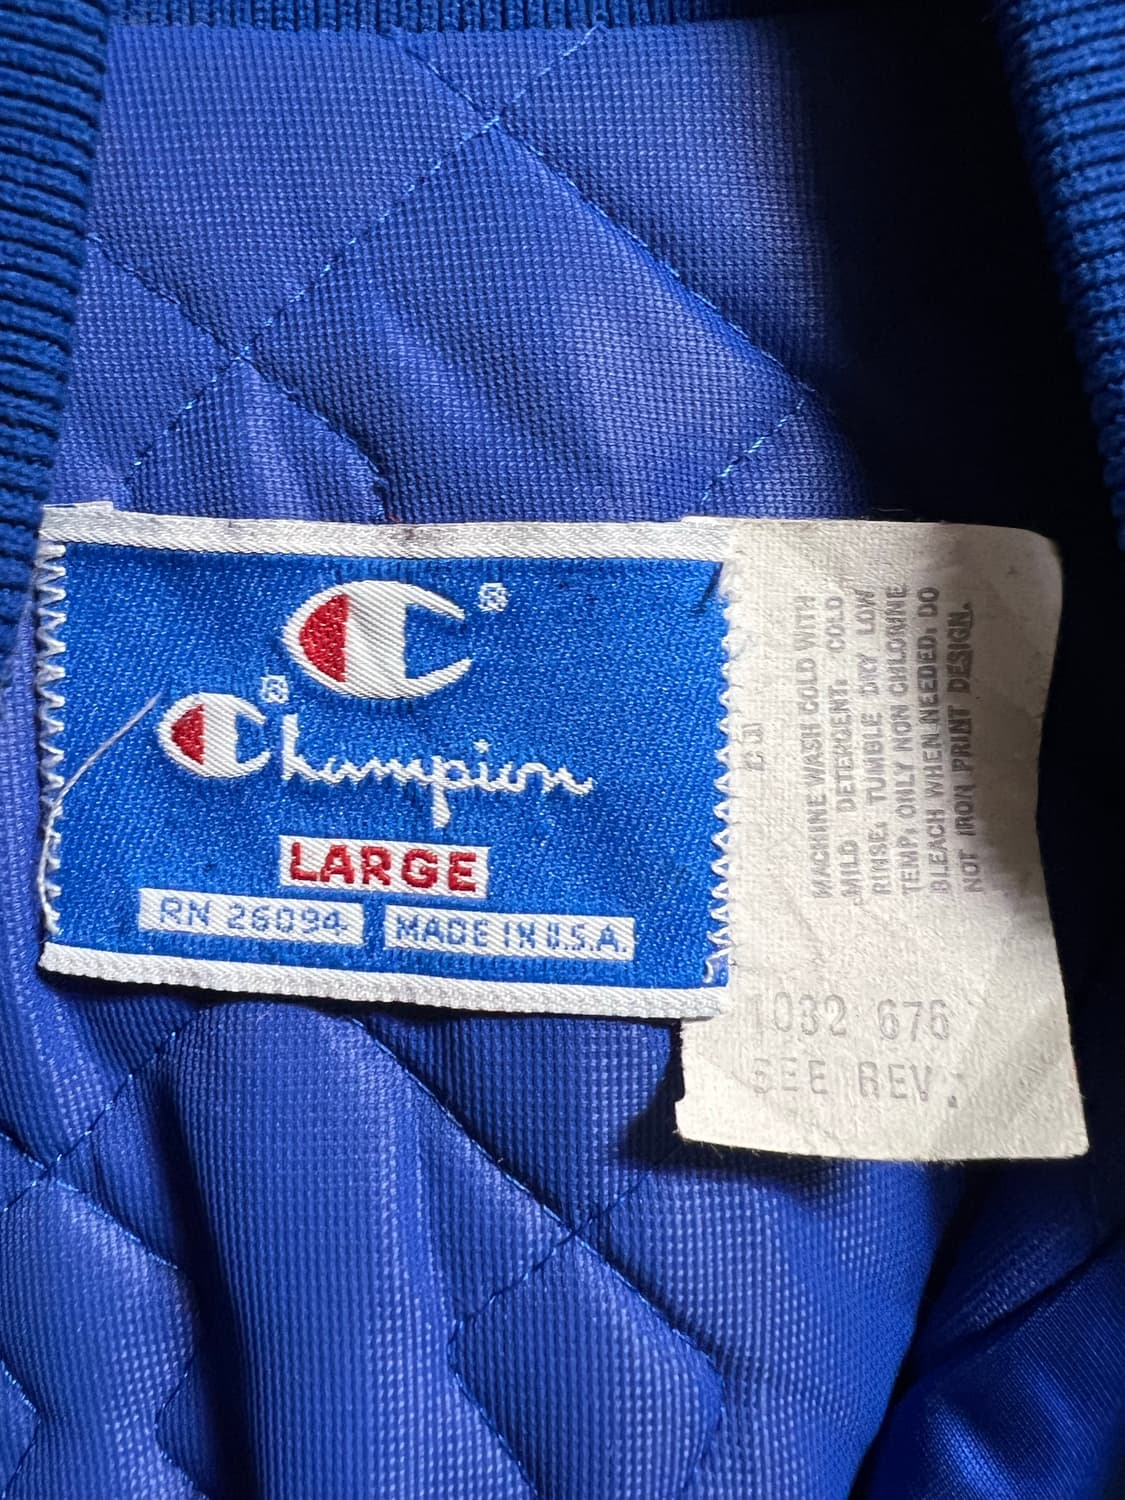 Champion
LARGE
RN 26094
MADE IN U.S.A.
MACHINE WASH COLD WITH
MILD DETERGENT. COLD
RINSE. TUMBLE DRY LOW
TEMP. ONLY NON CHLORINE
BLEACH WHEN NEEDED. DO
NOT IRON PRINT DESIGN.
1032 676
SEE REV.